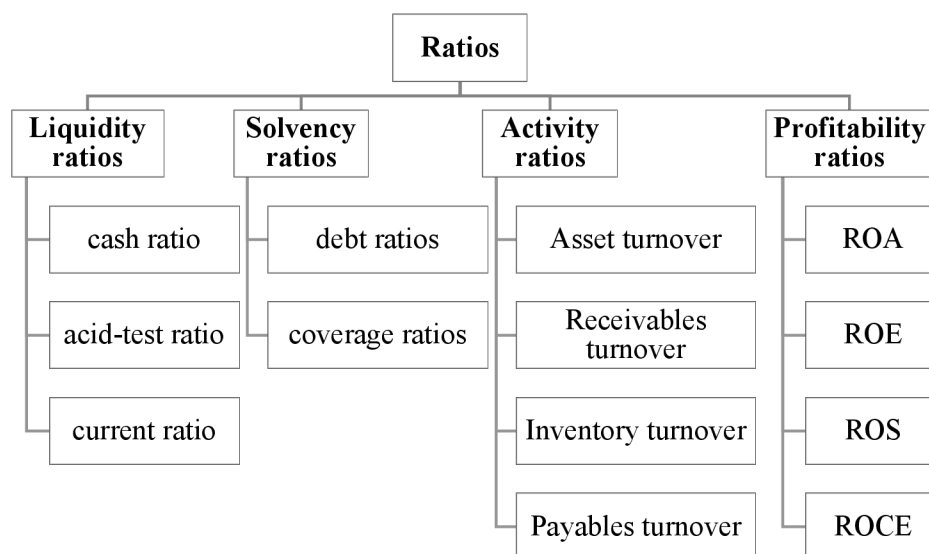 Ratios
Liquidity
ratios
Solvency
ratios
Activity
ratios
Profitability
ratios
cash ratio
debt ratios
Asset turnover
ROA
acid-test ratio
coverage ratios
Receivables
turnover
ROE
current ratio
Inventory turnover
ROS
Payables turnover
ROCE